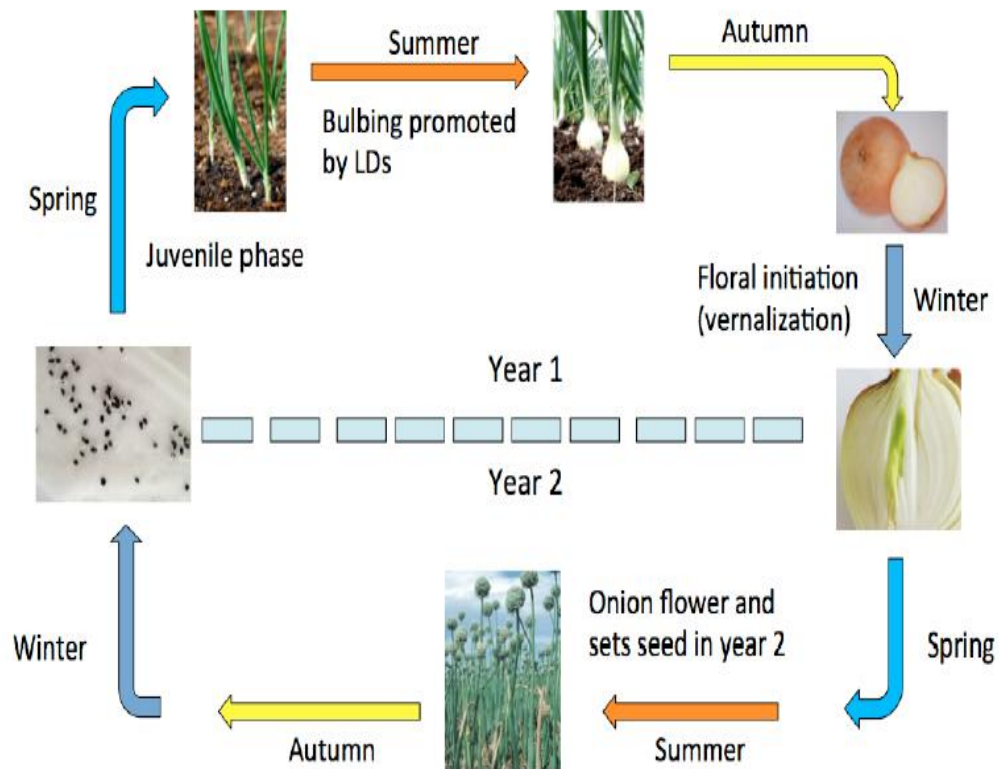 Summer
Autumn
Bulbing promoted
by LDs
Spring
Juvenile phase
Floral initiation
(vernalization)
Winter
Year 1
Year 2
Onion flower and
sets seed in year 2
Winter
Spring
Autumn
Summer